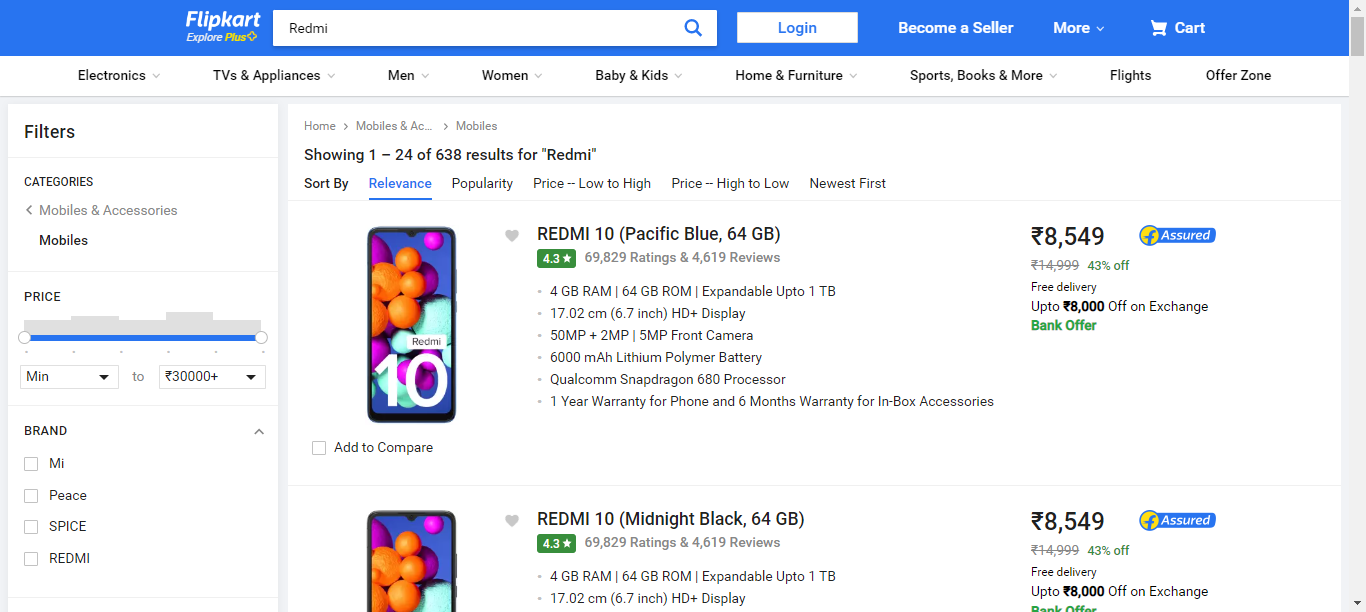 Flipkart
Explore Plus
Redmi
Login
Become a Seller
More
Cart
Electronics
TVs & Appliances
Men
Women
Baby & Kids
Home & Furniture
Sports, Books & More
Flights
Offer Zone
Filters
CATEGORIES
Mobiles & Accessories
Mobiles
PRICE
Min
to
₹30000+
BRAND
Mi
Peace
SPICE
REDMI
Home
Mobiles & Ac...
Mobiles
Showing 1 – 24 of 638 results for "Redmi"
Sort By
Relevance
Popularity
Price -- Low to High
Price -- High to Low
Newest First
Redmi
10
Add to Compare
REDMI 10 (Pacific Blue, 64 GB)
4.3 ★ 69,829 Ratings & 4,619 Reviews
4 GB RAM | 64 GB ROM | Expandable Upto 1 TB
17.02 cm (6.7 inch) HD+ Display
50MP + 2MP | 5MP Front Camera
6000 mAh Lithium Polymer Battery
Qualcomm Snapdragon 680 Processor
1 Year Warranty for Phone and 6 Months Warranty for In-Box Accessories
₹8,549
Assured
₹14,999 43% off
Free delivery
Upto ₹8,000 Off on Exchange
Bank Offer
REDMI 10 (Midnight Black, 64 GB)
4.3 ★ 69,829 Ratings & 4,619 Reviews
4 GB RAM | 64 GB ROM | Expandable Upto 1 TB
17.02 cm (6.7 inch) HD+ Display
₹8,549
Assured
₹14,999 43% off
Free delivery
Upto ₹8,000 Off on Exchange
Bank Offer